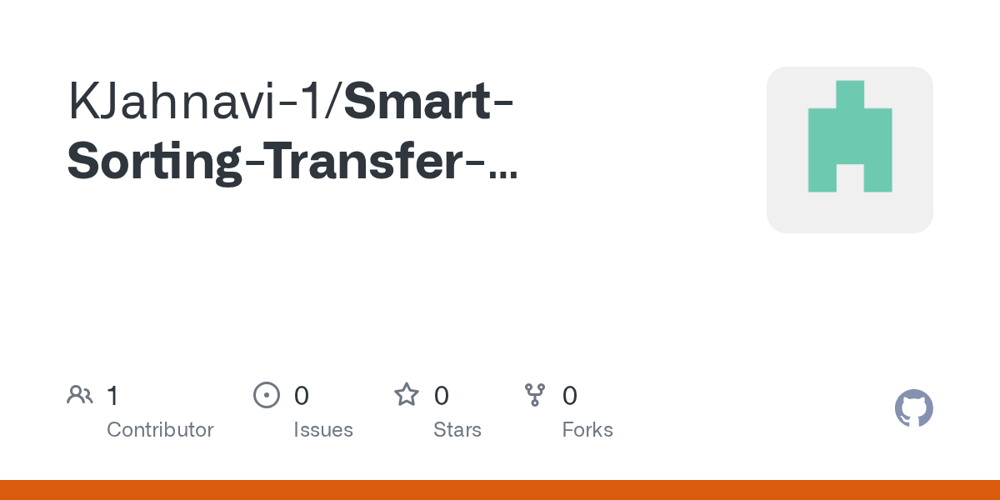 KJahnavi-1/Smart-
Sorting-Transfer-...
1
Contributor
0
Issues
0
Stars
0
Forks